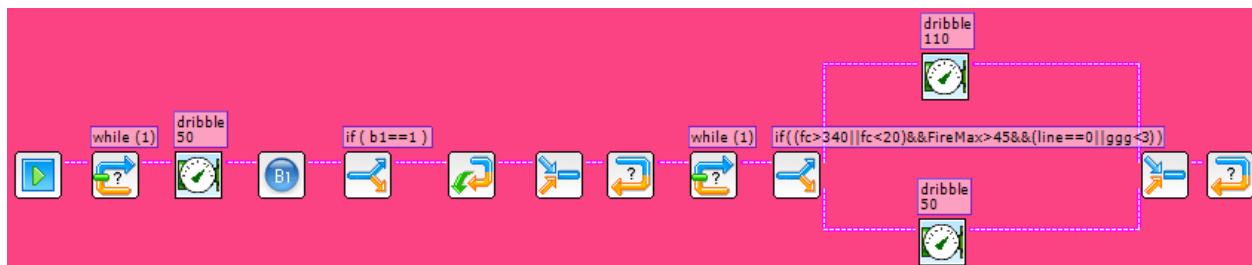 dribble
110
while (1)
dribble
50
if ( b1==1 )
while (1)
if((fc>340||fc<20)&&FireMax>45&&(line==0||ggg<3))
?
B1
?
?
?
dribble
50